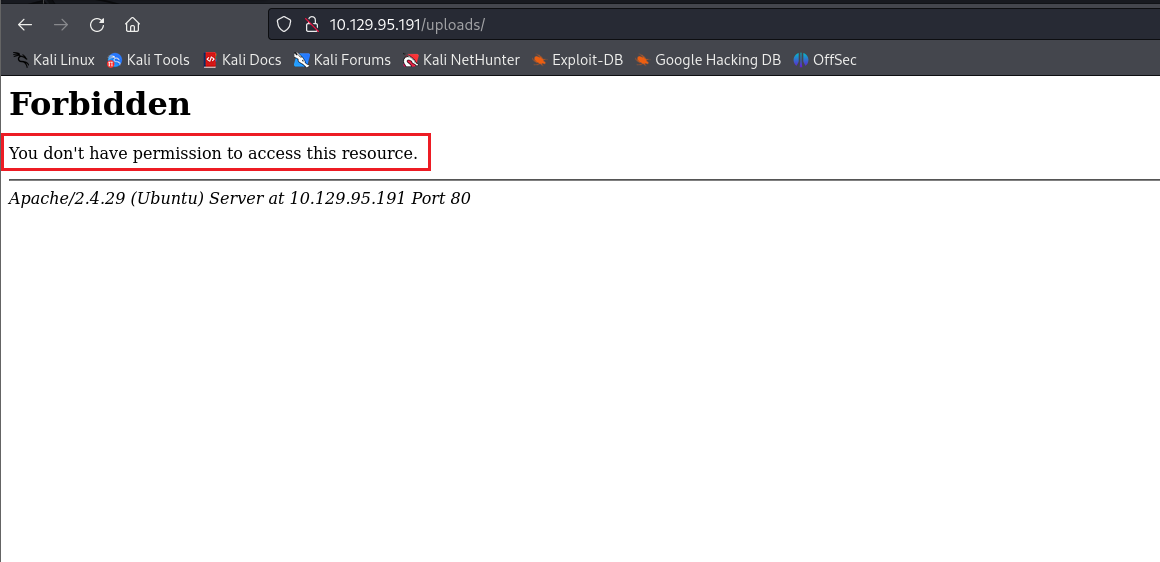 10.129.95.191/uploads/
Kali Linux Kali Tools Kali Docs Kali Forums Kali NetHunter Exploit-DB Google Hacking DB OffSec
Forbidden
You don't have permission to access this resource.
Apache/2.4.29 (Ubuntu) Server at 10.129.95.191 Port 80